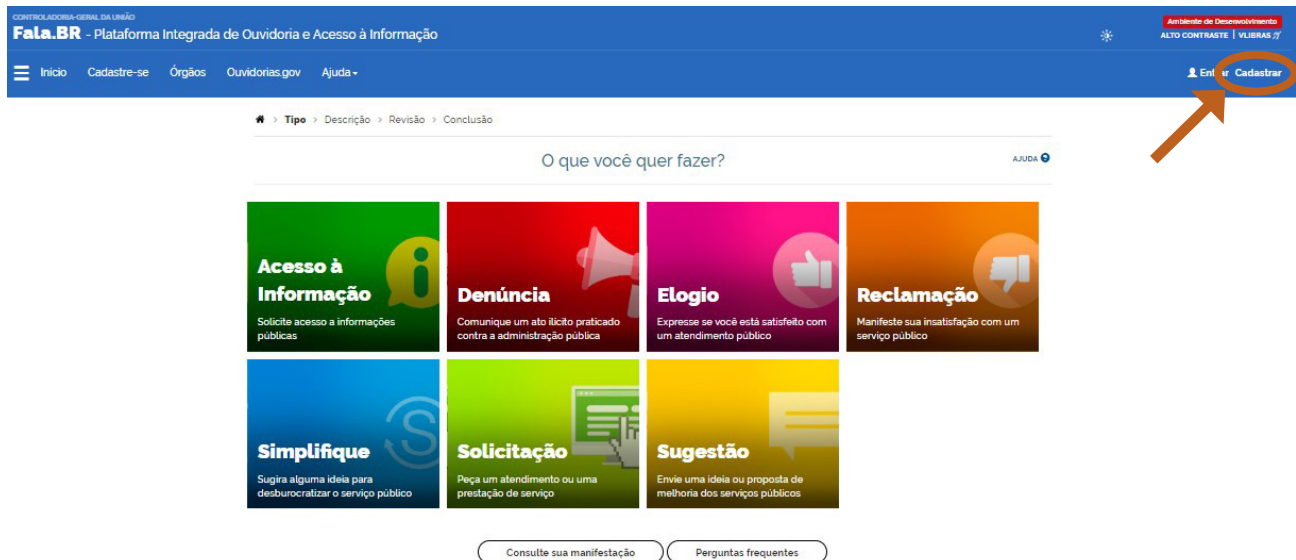 CONTROLADORIA-GERAL DA UNIÃO
Fala.BR - Plataforma Integrada de Ouvidoria e Acesso à Informação
Ambiente de Desenvolvimento
ALTO CONTRASTE | VLIBRAS
Inicio Cadastre-se Órgãos Ouvidorias.gov Ajuda
Entrar Cadastrar
> Tipo > Descrição > Revisão > Conclusão
O que você quer fazer?
AJUDA
Acesso à
Informação
Solicite acesso a informações
públicas
Denúncia
Comunique um ato ilícito praticado
contra a administração pública
Elogio
Expresse se você está satisfeito com
um atendimento público
Reclamação
Manifeste sua insatisfação com um
serviço público
Simplifique
Sugira alguma ideia para
desburocratizar o serviço público
Solicitação
Peça um atendimento ou uma
prestação de serviço
Sugestão
Envie uma ideia ou proposta de
melhoria dos serviços públicos
Consulte sua manifestação
Perguntas frequentes